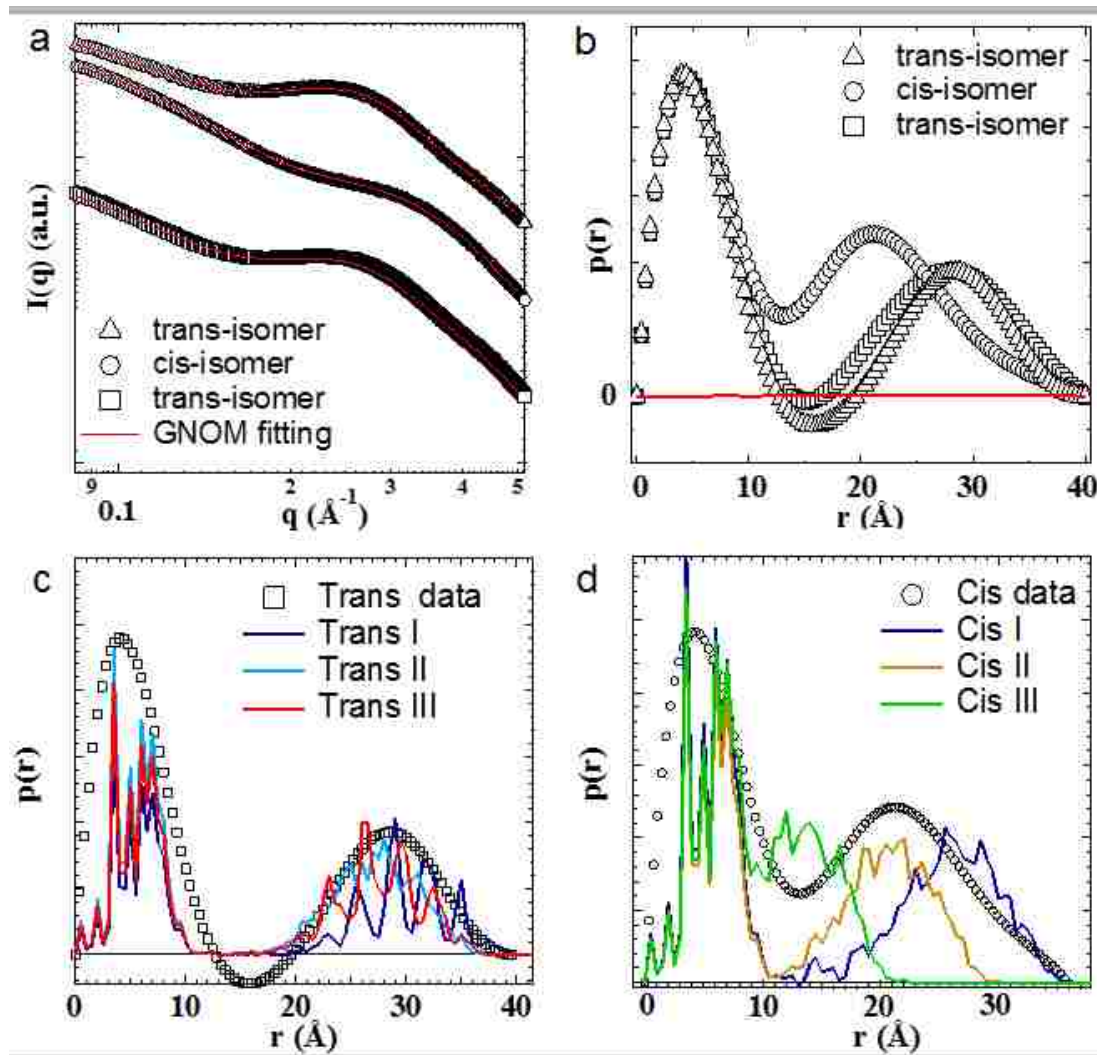 a
I(q) (a.u.)
trans-isomer
cis-isomer
trans-isomer
GNOM fitting
9
2
3
4
5
0.1
q (Å⁻¹)
b
trans-isomer
cis-isomer
trans-isomer
p(r)
0
0
10
20
30
40
r (Å)
c
Trans data
Trans I
Trans II
Trans III
p(r)
0
10
20
30
40
r (Å)
d
Cis data
Cis I
Cis II
Cis III
p(r)
0
10
20
30
r (Å)